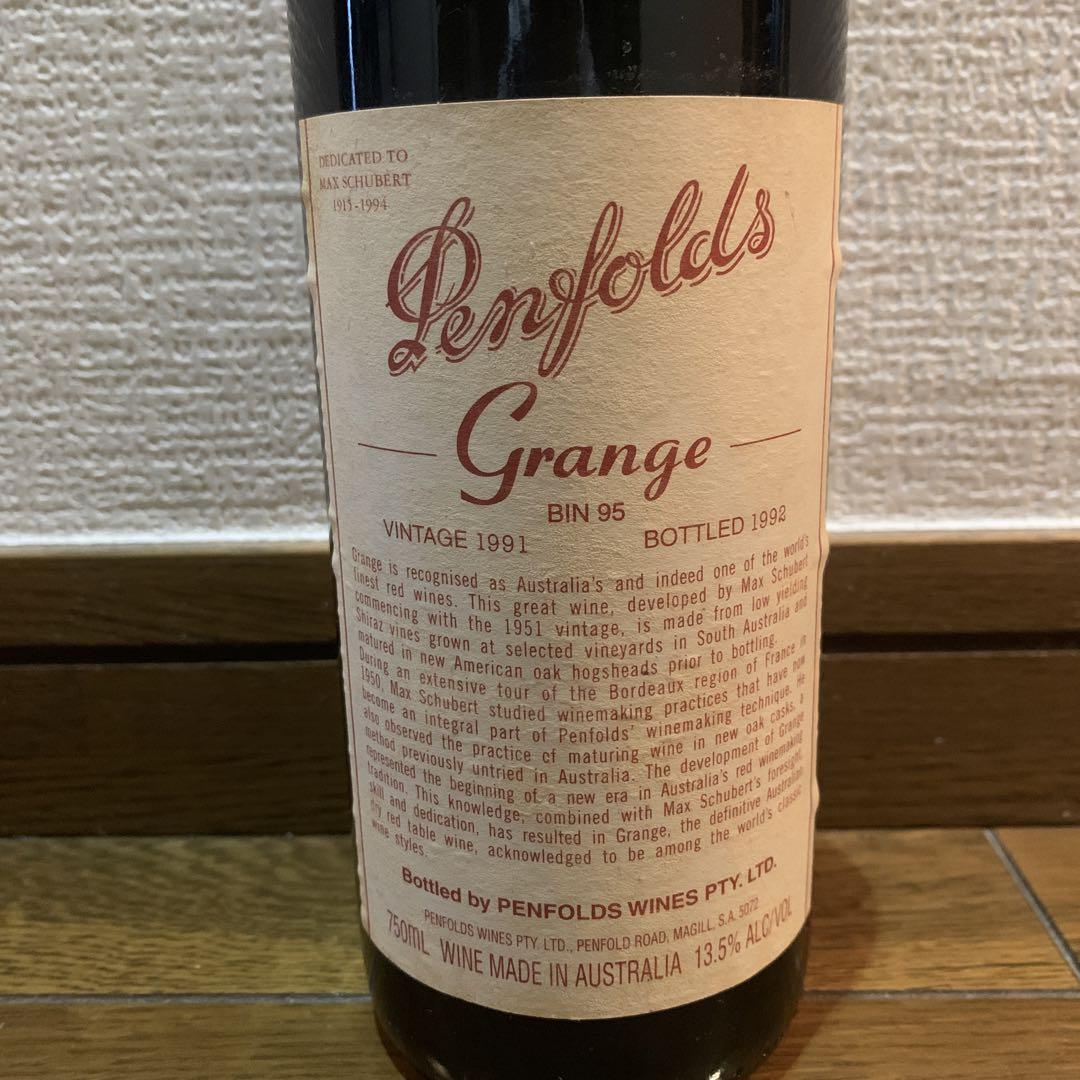 DEDICATED TO
MAX SCHUBERT
1915-1994
Penfolds
Grange
BIN 95
VINTAGE 1991 BOTTLED 1992
Grange is recognised as Australia's and indeed one of the world's
finest red wines. This great wine, developed by Max Schubert
commencing with the 1951 vintage, is made from low yielding
Shiraz vines grown at selected vineyards in South Australia and
matured in new American oak hogsheads prior to bottling.
During an extensive tour of the Bordeaux region of France in
1950, Max Schubert studied winemaking practices that have now
become an integral part of Penfolds' winemaking technique. He
also observed the practice of maturing wine in new oak casks, a
method previously untried in Australia. The development of Grange
represented the beginning of a new era in Australia's red winemaking
tradition. This knowledge, combined with Max Schubert's foresight,
skill and dedication, has resulted in Grange, the definitive Australian
dry red table wine, acknowledged to be among the world's classic
wine styles.
Bottled by PENFOLDS WINES PTY. LTD.
PENFOLDS WINES PTY. LTD., PENFOLD ROAD, MAGILL, S.A. 5072
750mL WINE MADE IN AUSTRALIA 13.5% ALC/VOL